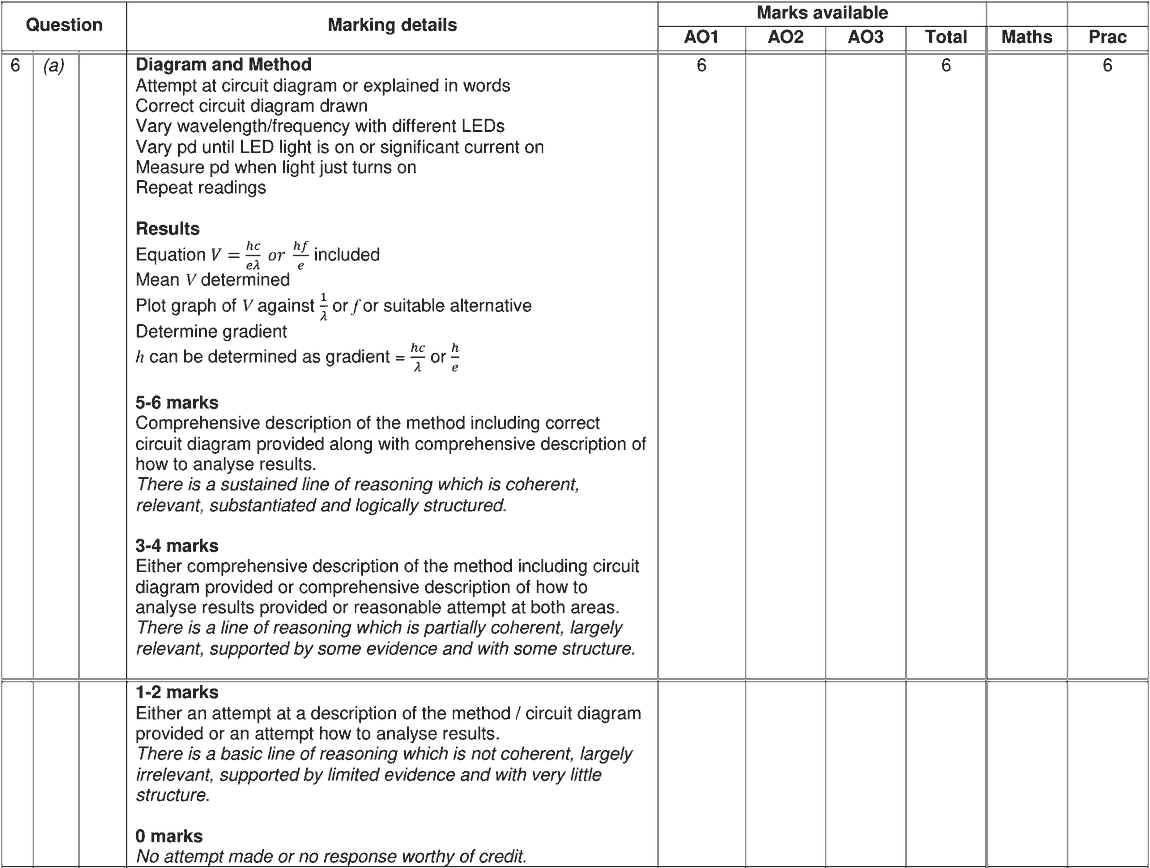 Question Marking details Marks available
AO1 AO2 AO3 Total Maths Prac
6 (a) Diagram and Method 6 6 6
Attempt at circuit diagram or explained in words
Correct circuit diagram drawn
Vary wavelength/frequency with different LEDs
Vary pd until LED light is on or significant current on
Measure pd when light just turns on
Repeat readings
Results
Equation V = hc/eλ or hf/e included
Mean V determined
Plot graph of V against 1/λ or f or suitable alternative
Determine gradient
h can be determined as gradient = hc/λ or h/e
5-6 marks
Comprehensive description of the method including correct
circuit diagram provided along with comprehensive description of
how to analyse results.
There is a sustained line of reasoning which is coherent,
relevant, substantiated and logically structured.
3-4 marks
Either comprehensive description of the method including circuit
diagram provided or comprehensive description of how to
analyse results provided or reasonable attempt at both areas.
There is a line of reasoning which is partially coherent, largely
relevant, supported by some evidence and with some structure.
1-2 marks
Either an attempt at a description of the method / circuit diagram
provided or an attempt how to analyse results.
There is a basic line of reasoning which is not coherent, largely
irrelevant, supported by limited evidence and with very little
structure.
0 marks
No attempt made or no response worthy of credit.